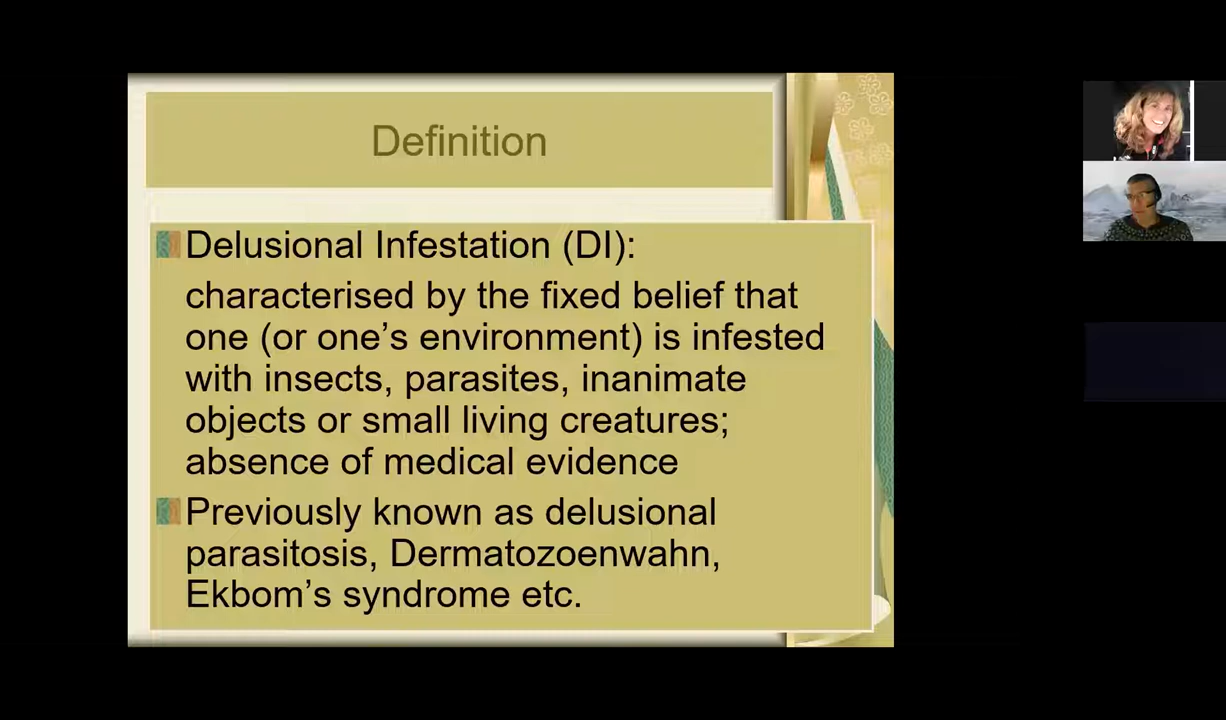 Definition
Delusional Infestation (DI):
characterised by the fixed belief that
one (or one’s environment) is infested
with insects, parasites, inanimate
objects or small living creatures;
absence of medical evidence
Previously known as delusional
parasitosis, Dermatozoenwahn,
Ekbom’s syndrome etc.